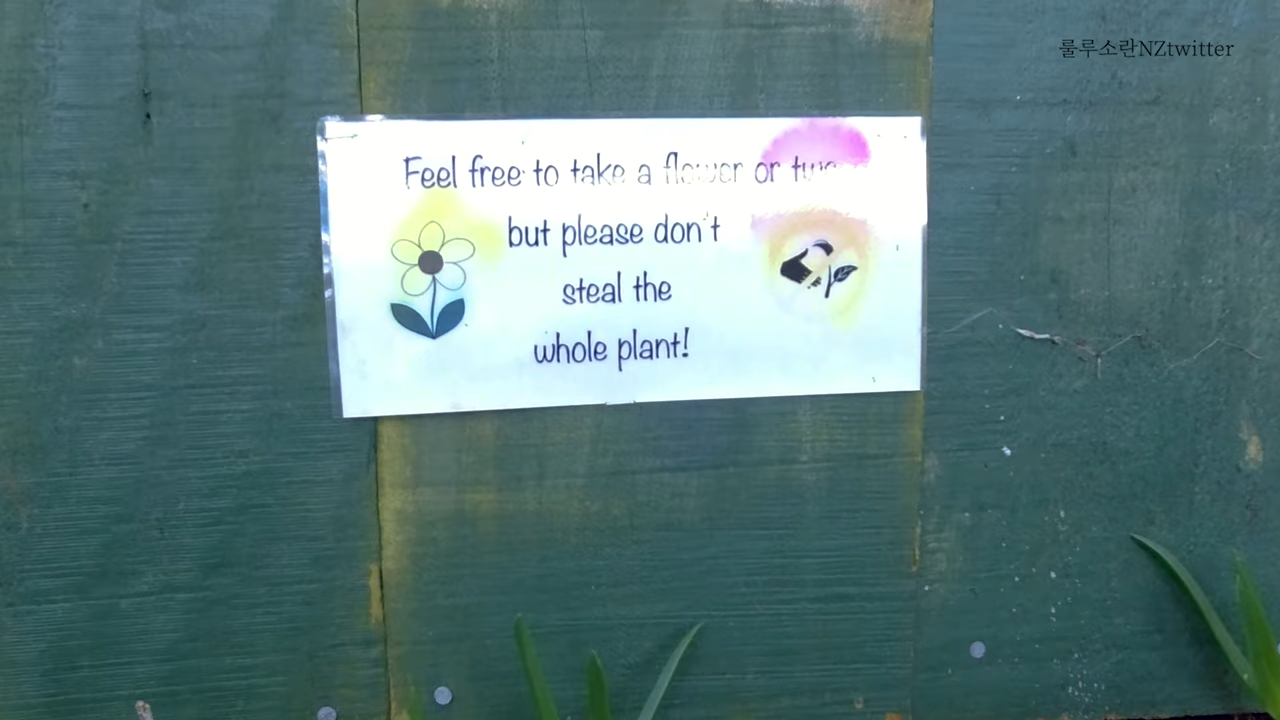 룰루소란NZtwitter
Feel free to take a flower or two
but please don't
steal the
whole plant!